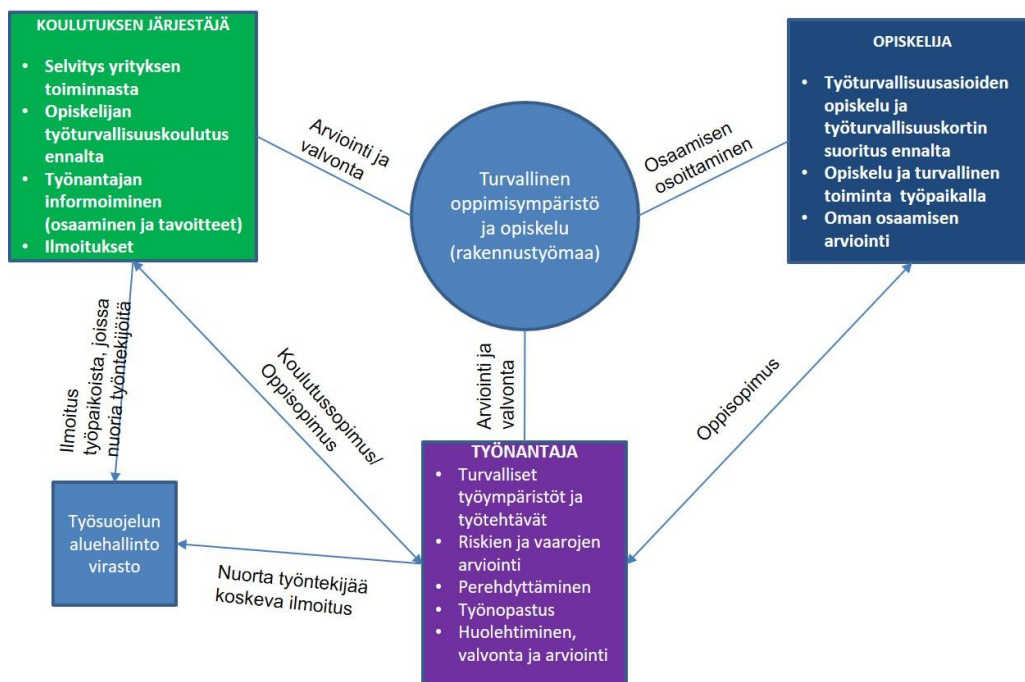 KOULUTUKSEN JÄRJESTÄJÄ
• Selvitys yrityksen
toiminnasta
• Opiskelijan
työturvallisuuskoulutus
ennalta
• Työnantajan
informoiminen
(osaaminen ja tavoitteet)
• Ilmoitukset
Arviointi ja
valvonta
Turvallinen
oppimisympäristö
ja opiskelu
(rakennustyömaa)
Osaamisen
osoittaminen
OPISKELIJA
• Työturvallisuusasioiden
opiskelu ja
työturvallisuuskortin
suoritus ennalta
• Opiskelu ja turvallinen
toiminta työpaikalla
• Oman osaamisen
arviointi
Ilmoitus
työpaikoista, joissa
nuoria työntekijöitä
Koulutussopimus/
Oppisopimus
Arviointi ja
valvonta
Oppisopimus
Työsuojelun
aluehallinto
virasto
Nuorta työntekijää
koskeva ilmoitus
TYÖNANTAJA
• Turvalliset
työympäristöt ja
työtehtävät
• Riskien ja vaarojen
arviointi
• Perehdyttäminen
• Työnopastus
• Huolehtiminen,
valvonta ja arviointi